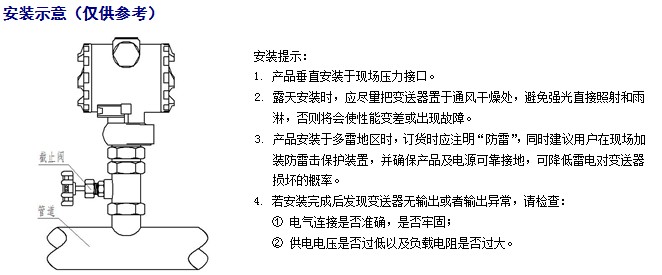 安装示意（仅供参考）
截止阀
管道
安装提示：
1. 产品垂直安装于现场压力接口。
2. 露天安装时，应尽量把变送器置于通风干燥处，避免强光直接照射和雨
淋，否则将会使性能变差或出现故障。
3. 产品安装于多雷地区时，订货时应注明“防雷”，同时建议用户在现场加
装防雷击保护装置，并确保产品及电源可靠接地，可降低雷电对变送器
损坏的概率。
4. 若安装完成后发现变送器无输出或者输出异常，请检查：
① 电气连接是否准确，是否牢固；
② 供电电压是否过低以及负载电阻是否过大。